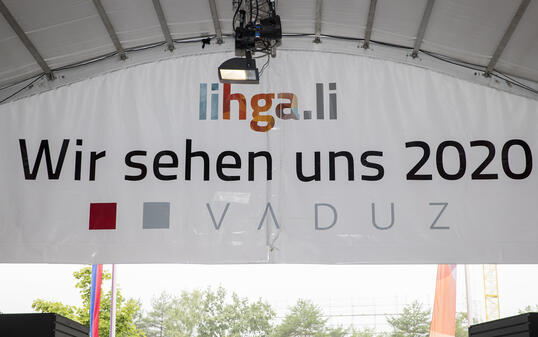 lihga.li
Wir sehen uns 2020
VADUZ